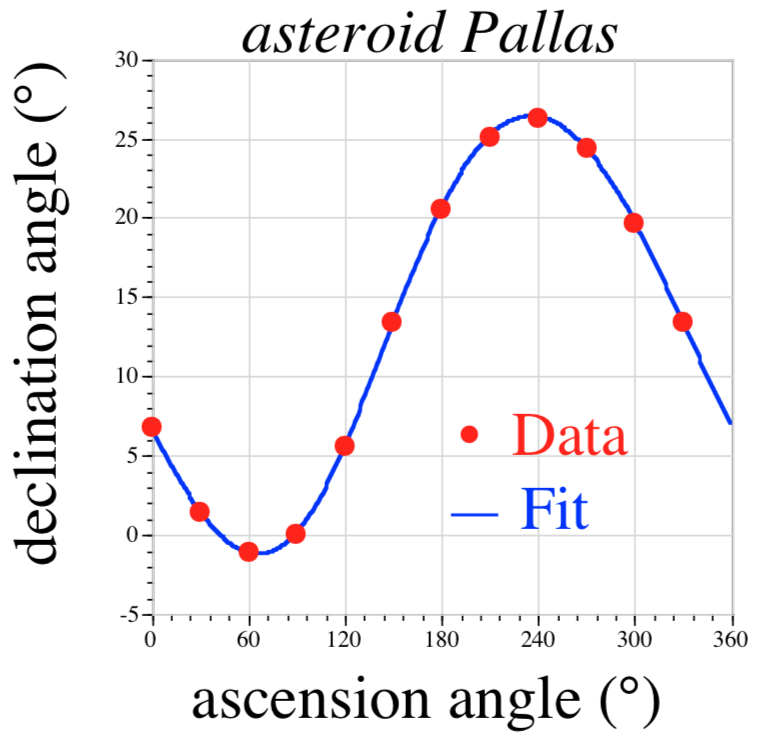 asteroid Pallas
declination angle (°)
30
25
20
15
10
5
0
-5
Data
Fit
0 60 120 180 240 300 360
ascension angle (°)